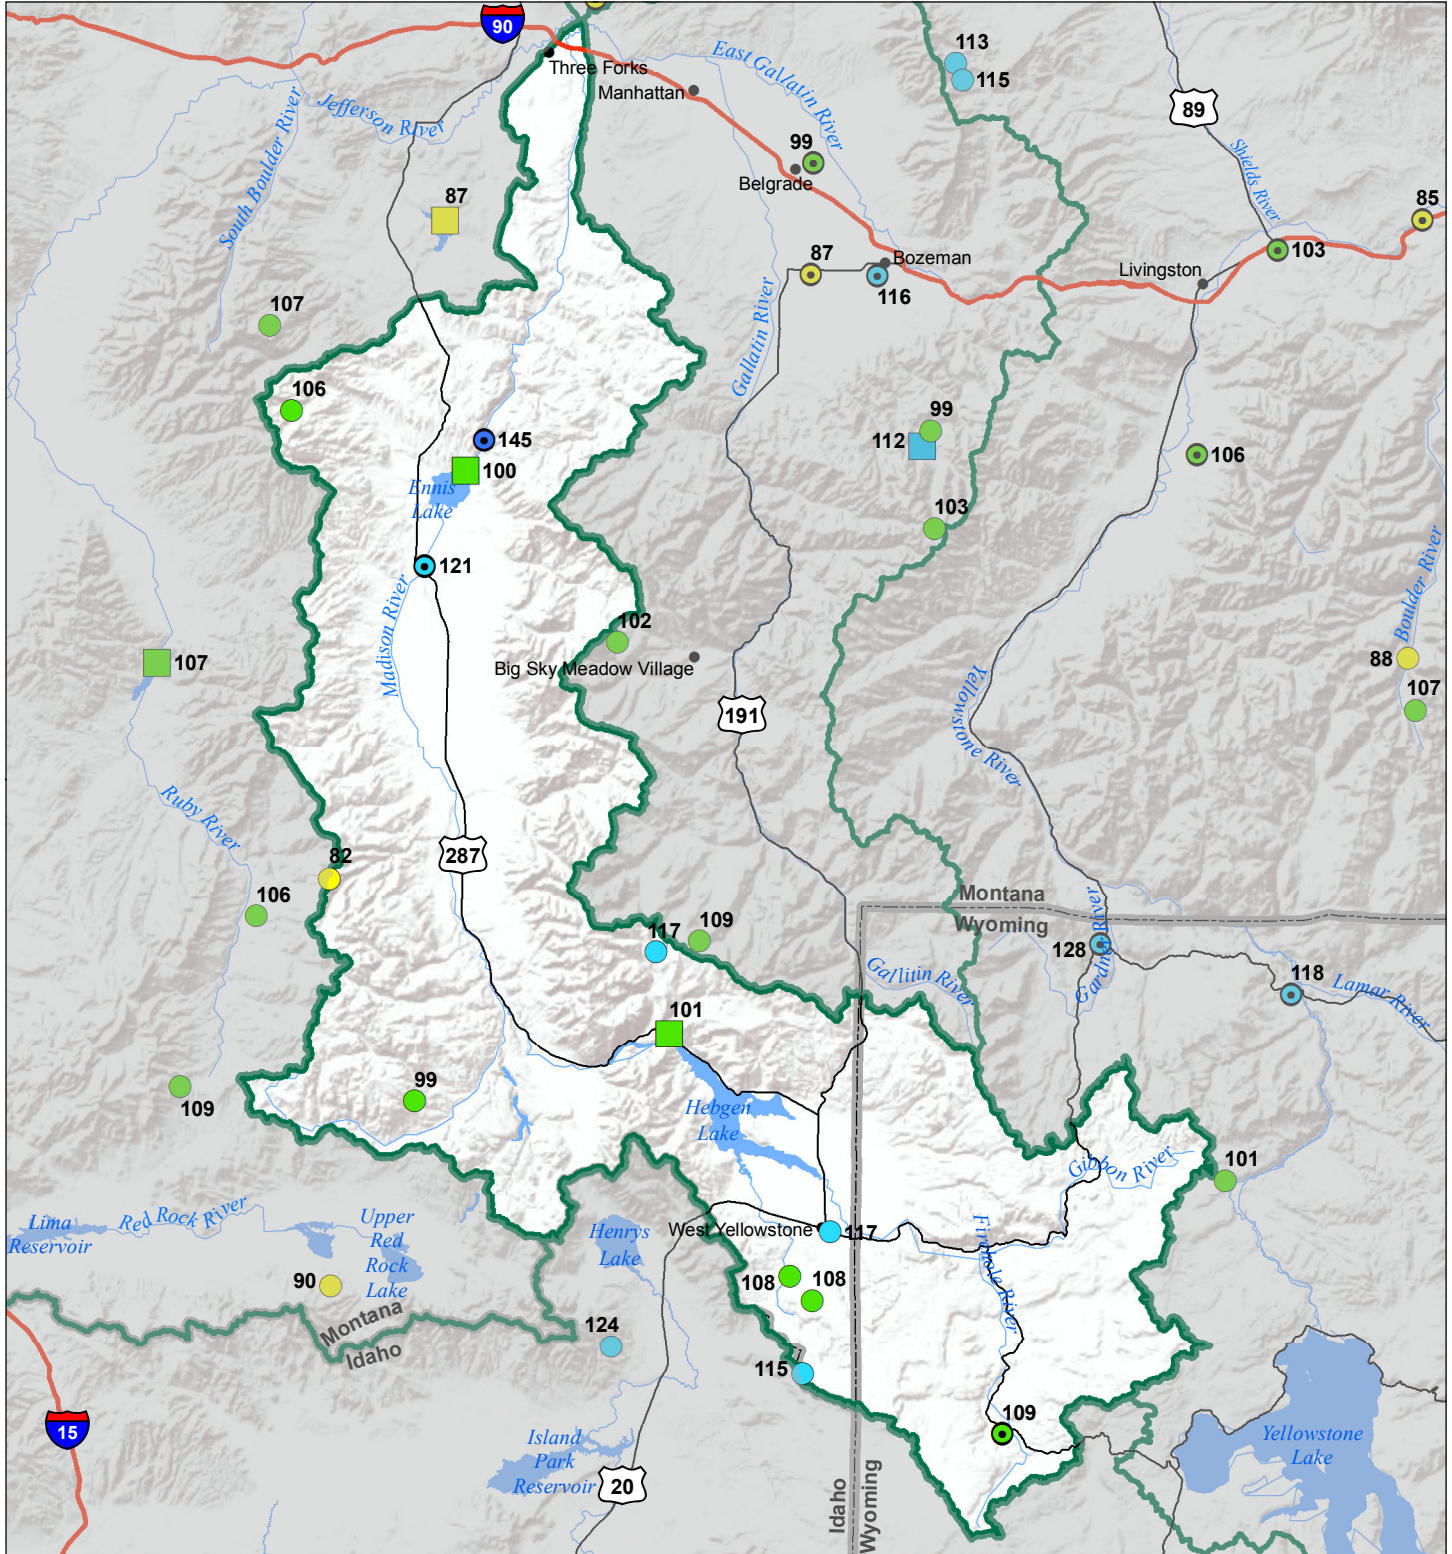 90
Three Forks
Manhattan
East Gallatin River
113
115
89
Jefferson River
South Boulder River
99
Belgrade
Shields River
87
85
87
Bozeman
116
103
Livingston
107
Gallatin River
106
99
112
145
100
106
Ennis
Lake
103
121
Madison River
Boulder River
102
107
Big Sky Meadow Village
88
107
191
Yellowstone River
Ruby River
82
287
106
Montana
Wyoming
117
109
128
Gardner River
Gallitin River
118
Lamar River
101
99
109
Hebgen
Lake
Gibbon River
101
Lima
Reservoir
Red Rock River
Upper
Red
Rock
Lake
Henrys
Lake
West Yellowstone
117
Firehole River
90
108
108
Montana
Idaho
124
115
15
109
Island
Park
Reservoir
20
Idaho
Wyoming
Yellowstone
Lake